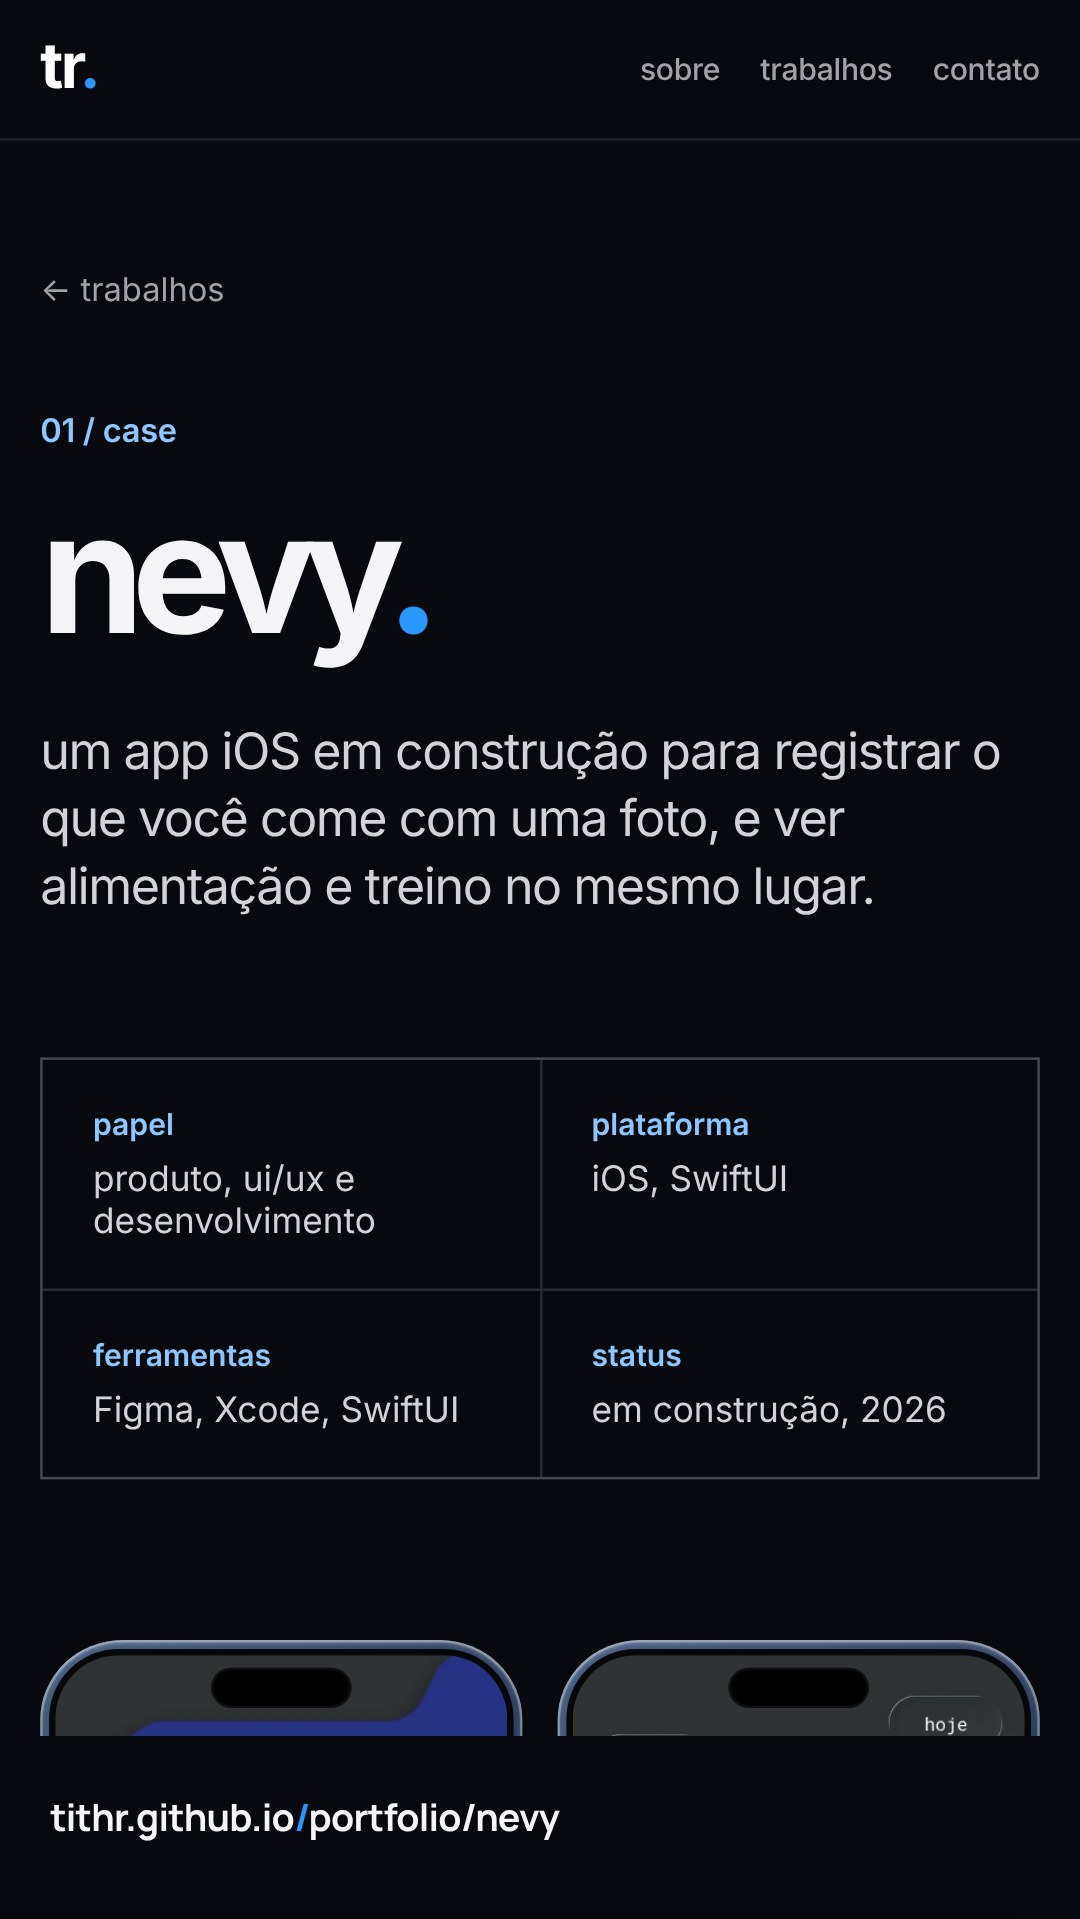 tr.
sobre trabalhos contato
← trabalhos
01 / case
nevy.
um app iOS em construção para registrar o
que você come com uma foto, e ver
alimentação e treino no mesmo lugar.
papel
produto, ui/ux e
desenvolvimento
plataforma
iOS, SwiftUI
ferramentas
Figma, Xcode, SwiftUI
status
em construção, 2026
hoje
tithr.github.io/portfolio/nevy